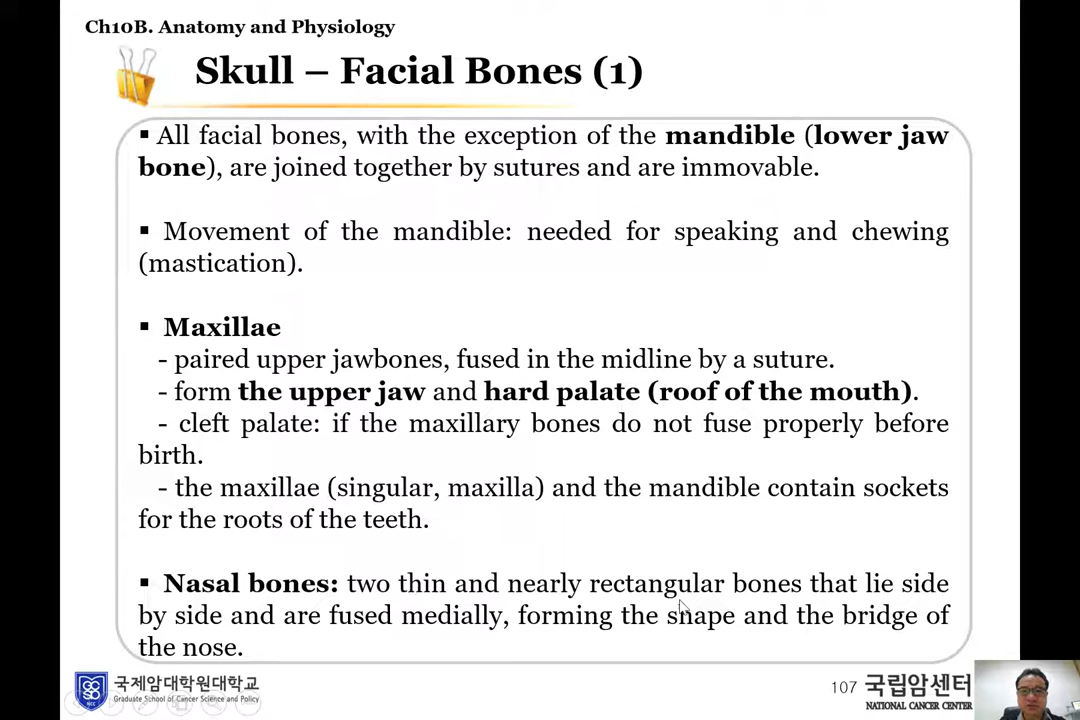 Ch10B. Anatomy and Physiology
Skull – Facial Bones (1)
▪ All facial bones, with the exception of the mandible (lower jaw
bone), are joined together by sutures and are immovable.
▪ Movement of the mandible: needed for speaking and chewing
(mastication).
▪ Maxillae
- paired upper jawbones, fused in the midline by a suture.
- form the upper jaw and hard palate (roof of the mouth).
- cleft palate: if the maxillary bones do not fuse properly before
birth.
- the maxillae (singular, maxilla) and the mandible contain sockets
for the roots of the teeth.
▪ Nasal bones: two thin and nearly rectangular bones that lie side
by side and are fused medially, forming the shape and the bridge of
the nose.
국제암대학원대학교
Graduate School of Cancer Science and Policy
NCC
107
국립암센터
NATIONAL CANCER CENTER